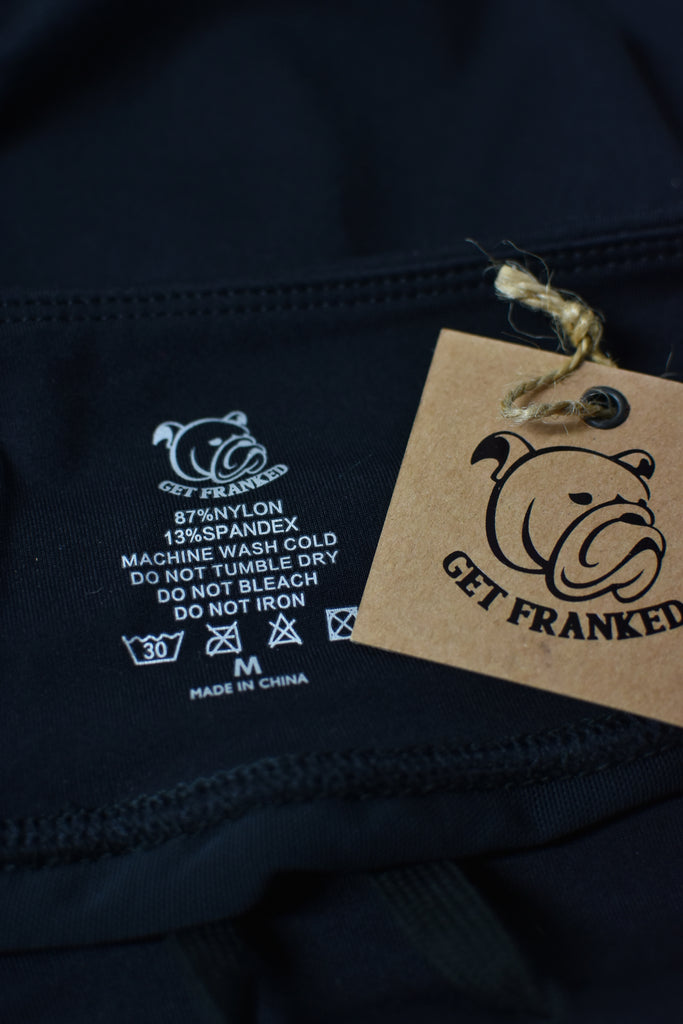 GET FRANKED
87%NYLON
13%SPANDEX
MACHINE WASH COLD
DO NOT TUMBLE DRY
DO NOT BLEACH
DO NOT IRON
30
M
MADE IN CHINA
GET FRANKED